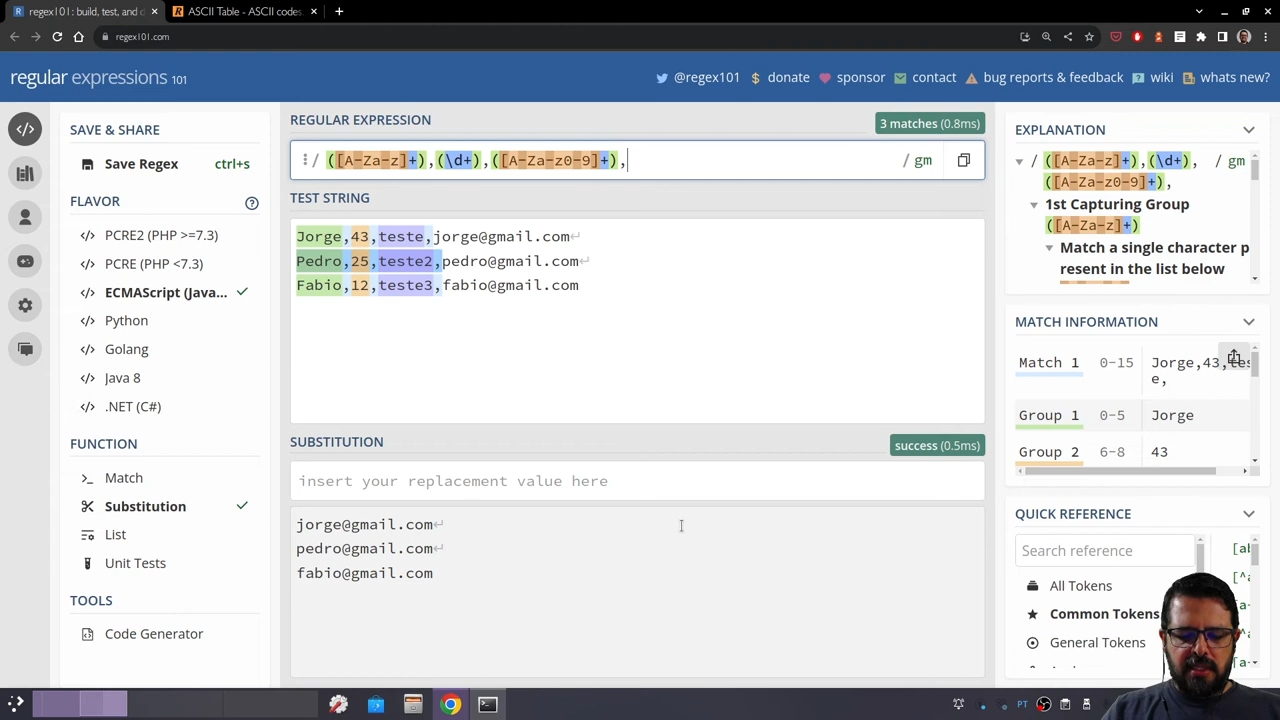 regex101: build, test, and d
ASCII Table - ASCII codes.
regex101.com
regular expressions 101
@regex101
donate
sponsor
contact
bug reports & feedback
wiki
whats new?
SAVE & SHARE
Save Regex
ctrl+s
FLAVOR
PCRE2 (PHP >=7.3)
PCRE (PHP <7.3)
ECMAScript (Java...
Python
Golang
Java 8
.NET (C#)
FUNCTION
Match
Substitution
List
Unit Tests
TOOLS
Code Generator
REGULAR EXPRESSION
3 matches (0.8ms)
/ ([A-Za-z]+),(\d+),([A-Za-z0-9]+), / gm
TEST STRING
Jorge,43,teste,jorge@gmail.com
Pedro,25,teste2,pedro@gmail.com
Fabio,12,teste3,fabio@gmail.com
SUBSTITUTION
success (0.5ms)
insert your replacement value here
jorge@gmail.com
pedro@gmail.com
fabio@gmail.com
EXPLANATION
/ ([A-Za-z]+),(\d+), / gm
([A-Za-z0-9]+),
1st Capturing Group
([A-Za-z]+)
Match a single character p
resent in the list below
MATCH INFORMATION
Match 1 0-15 Jorge,43,tes
e,
Group 1 0-5 Jorge
Group 2 6-8 43
QUICK REFERENCE
Search reference
All Tokens
Common Tokens
General Tokens
PT